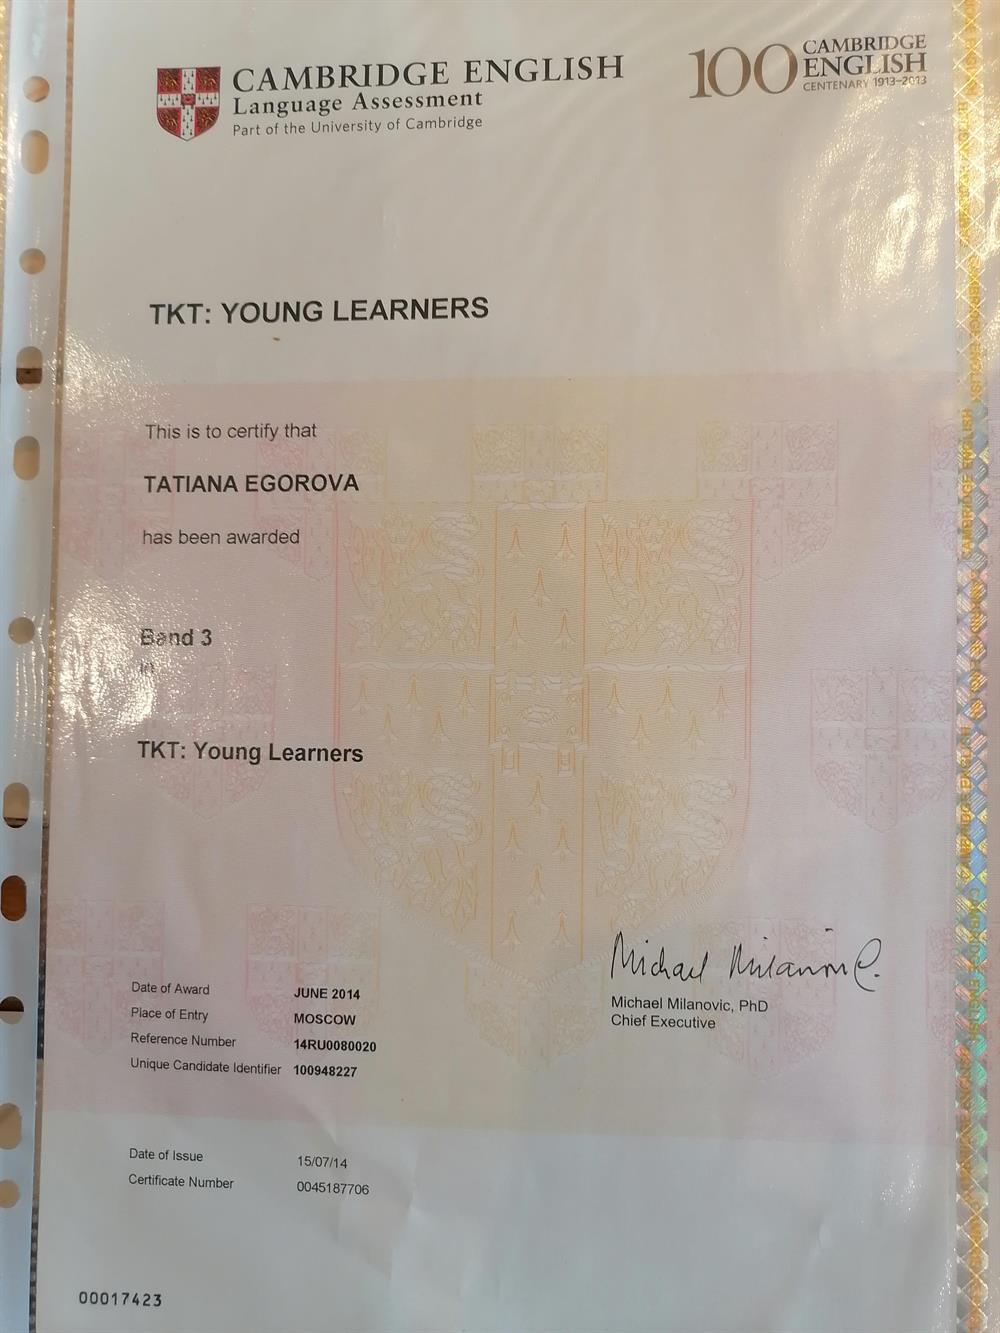 CAMBRIDGE ENGLISH
Language Assessment
Part of the University of Cambridge
100 CAMBRIDGE
ENGLISH
CENTENARY 1913–2013
TKT: YOUNG LEARNERS
This is to certify that
TATIANA EGOROVA
has been awarded
Band 3
in
TKT: Young Learners
Michael Milanovic
Michael Milanovic, PhD
Chief Executive
Date of Award JUNE 2014
Place of Entry MOSCOW
Reference Number 14RU0080020
Unique Candidate Identifier 100948227
Date of Issue 15/07/14
Certificate Number 0045187706
00017423
CAMBRIDGE ENGLISH